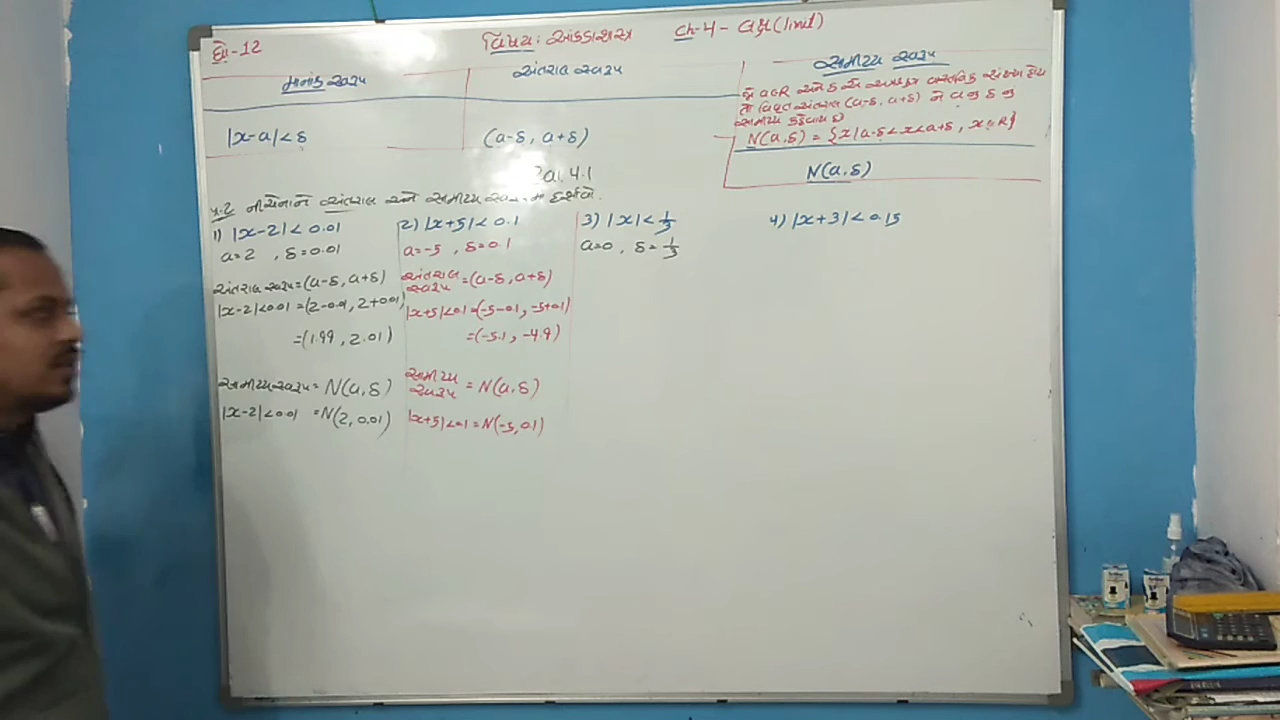 ધો-12
વિષય: આંકડાશાસ્ત્ર Ch-4 - લક્ષ (limit)
માનાંક સ્વરૂપ
|x-a| < δ
અંતરાલ સ્વરૂપ
(a-δ, a+δ)
સામીપ્ય સ્વરૂપ
જો a∈R અને δ એ વાસ્તવિક સંખ્યા હોય
તો વિવૃત અંતરાલ (a-δ, a+δ) ને a નું δ નું
સામીપ્ય કહેવાય છે
N(a, δ) = {x / a-δ < x < a+δ, x∈R}
N(a, δ)
4.1
નીચેનાને અંતરાલ અને સામીપ્ય દર્શાવો.
1) |x-2| < 0.01
a=2 , δ=0.01
અંતરાલ સ્વરૂપ = (a-δ, a+δ)
|x-2|<0.01 = (2-0.01, 2+0.01)
= (1.99, 2.01)
સામીપ્ય સ્વરૂપ = N(a, δ)
|x-2|<0.01 = N(2, 0.01)
2) |x+5| < 0.1
a=-5 , δ=0.1
અંતરાલ
સ્વરૂપ = (a-δ, a+δ)
|x+5|<0.1 = (-5-0.1, -5+0.1)
= (-5.1, -4.9)
સામીપ્ય
સ્વરૂપ = N(a, δ)
|x+5|<0.1 = N(-5, 0.1)
3) |x| < 1/3
a=0 , δ = 1/3
4) |x+3| < 0.15